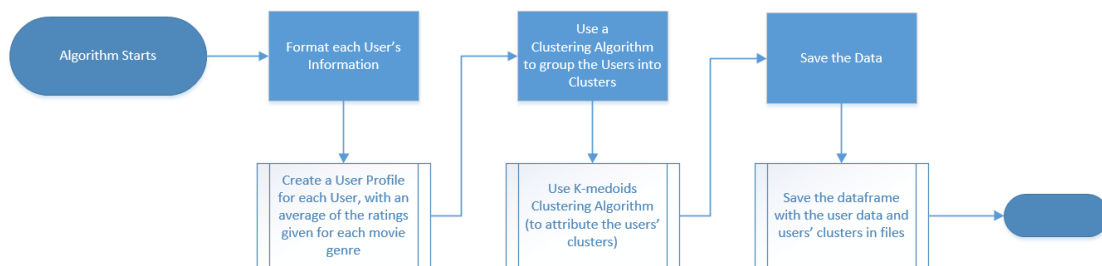 Algorithm Starts
Format each User's
Information
Use a
Clustering Algorithm
to group the Users into
Clusters
Save the Data
Create a User Profile
for each User, with an
average of the ratings
given for each movie
genre
Use K-medoids
Clustering Algorithm
(to attribute the users'
clusters)
Save the dataframe
with the user data and
users' clusters in files